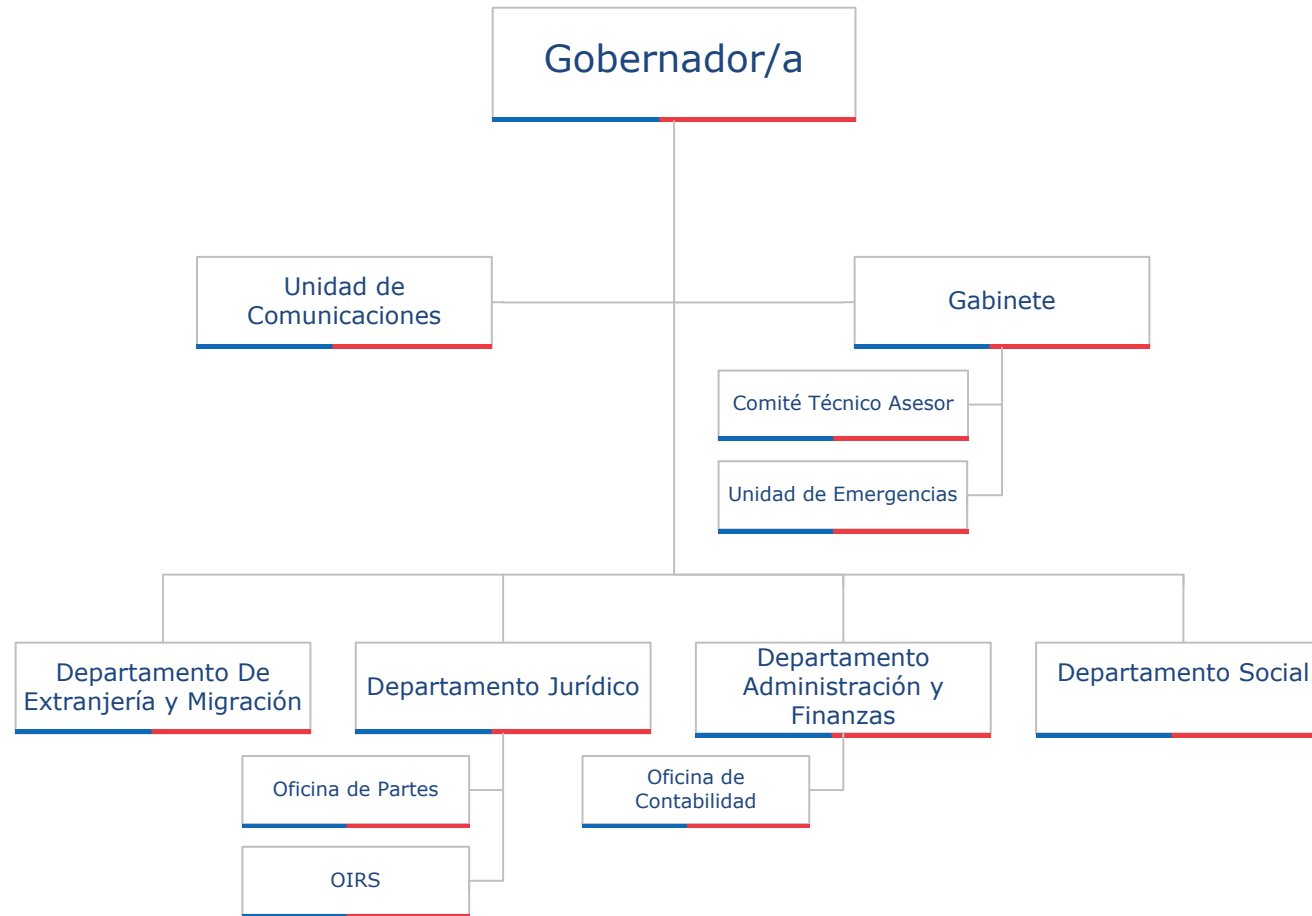 Gobernador/a
Unidad de
Comunicaciones
Gabinete
Comité Técnico Asesor
Unidad de Emergencias
Departamento De
Extranjería y Migración
Departamento Jurídico
Departamento
Administración y
Finanzas
Departamento Social
Oficina de Partes
Oficina de
Contabilidad
OIRS